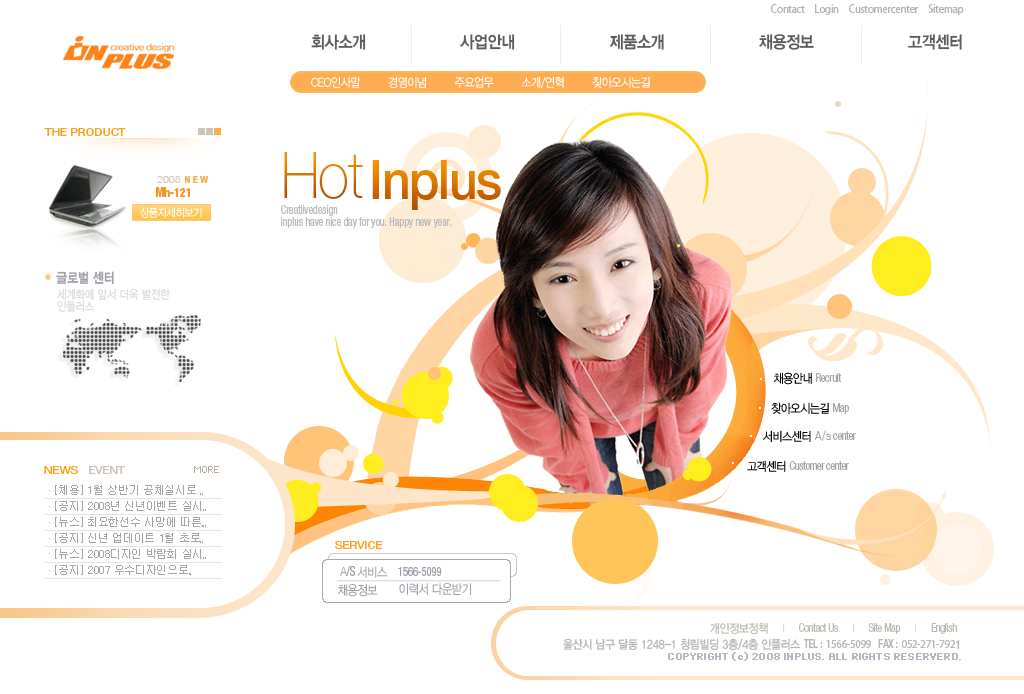 Contact Login Customercenter Sitemap
inPLUS creative design
회사소개 사업안내 제품소개 채용정보 고객센터
CEO인사말 경영이념 주요업무 소개/연혁 찾아오시는길
THE PRODUCT
2008 NEW
Mh-121
상품자세히보기
Hot Inplus
Creatiivedesign
inplus have nice day for you. Happy new year.
글로벌 센터
세계화에 앞서 더욱 발전한
인플러스
채용안내 Recruit
찾아오시는길 Map
서비스센터 A/s center
고객센터 Customer center
NEWS EVENT MORE
· [채용] 1월 상반기 공채실시로 ..
· [공지] 2008년 신년이벤트 실시..
· [뉴스] 최요한선수 사망에 따른..
· [공지] 신년 업데이트 1월 초로..
· [뉴스] 2008디자인 박람회 실시..
· [공지] 2007 우수디자인으로.
SERVICE
A/S 서비스 1566-5099
채용정보 이력서 다운받기
개인정보정책 Contact Us Site Map English
울산시 남구 달동 1248-1 청림빌딩 3층/4층 인플러스 TEL : 1566-5099 FAX : 052-271-7921
COPYRIGHT (c) 2008 INPLUS. ALL RIGHTS RESERVERD.